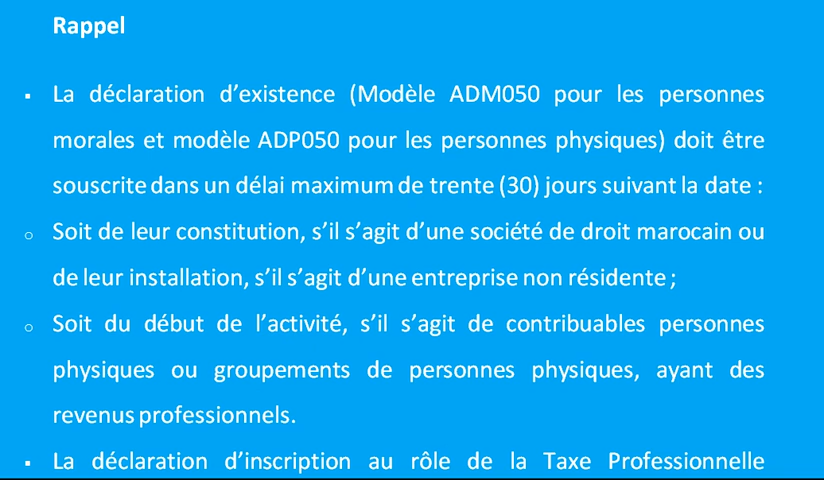 Rappel
▪ La déclaration d’existence (Modèle ADM050 pour les personnes
morales et modèle ADP050 pour les personnes physiques) doit être
souscrite dans un délai maximum de trente (30) jours suivant la date :
o Soit de leur constitution, s’il s’agit d’une société de droit marocain ou
de leur installation, s’il s’agit d’une entreprise non résidente ;
o Soit du début de l’activité, s’il s’agit de contribuables personnes
physiques ou groupements de personnes physiques, ayant des
revenus professionnels.
▪ La déclaration d’inscription au rôle de la Taxe Professionnelle